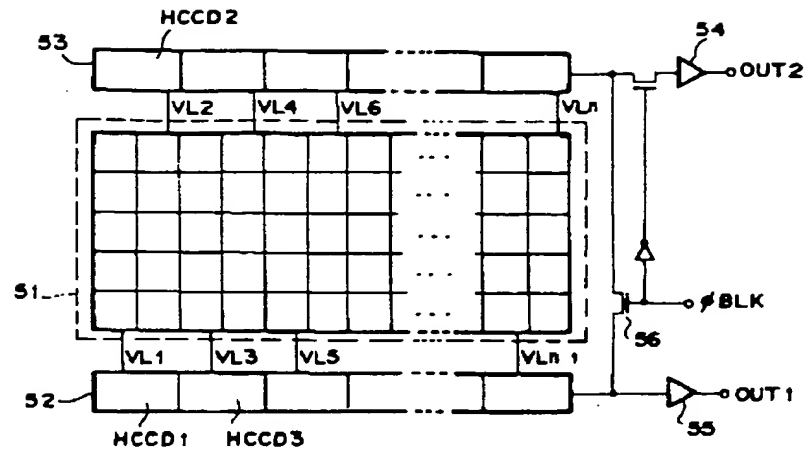 HCCD2
53
54
OUT2
VL2 VL4 VL6 VLn
51
φBLK
56
VL1 VL3 VL5 VLn-1
52
OUT1
55
HCCD1 HCCD3